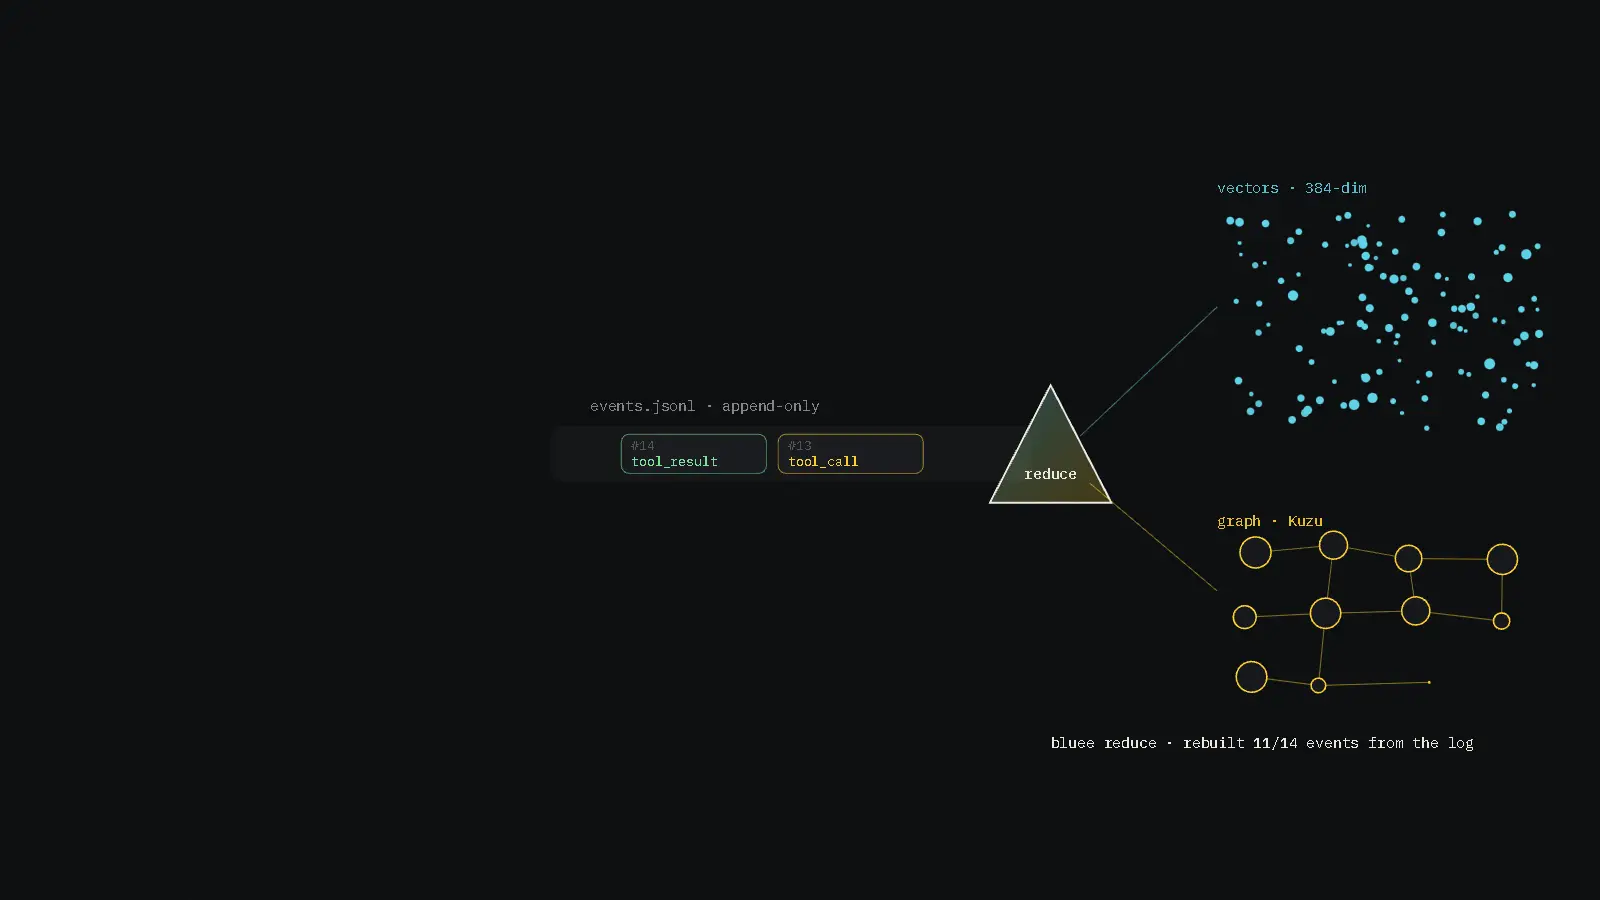 vectors · 384-dim
events.jsonl · append-only
#14
tool_result
#13
tool_call
reduce
graph · Kuzu
bluee reduce · rebuilt 11/14 events from the log